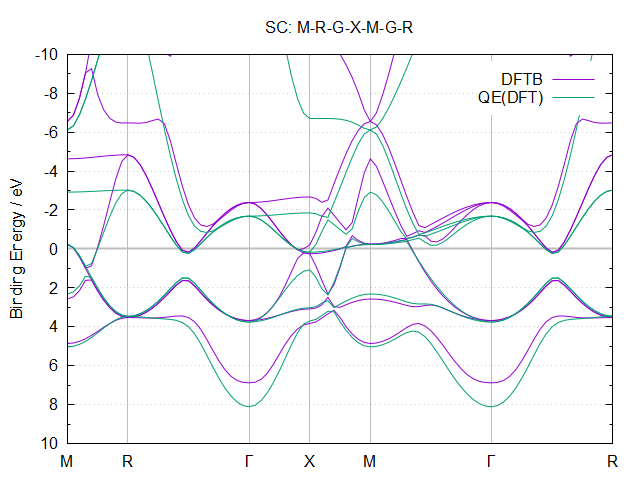 SC: M-R-G-X-M-G-R
-10
-8
-6
-4
-2
0
2
4
6
8
10
Binding Energy / eV
DFTB
QE(DFT)
M R Γ X M Γ R